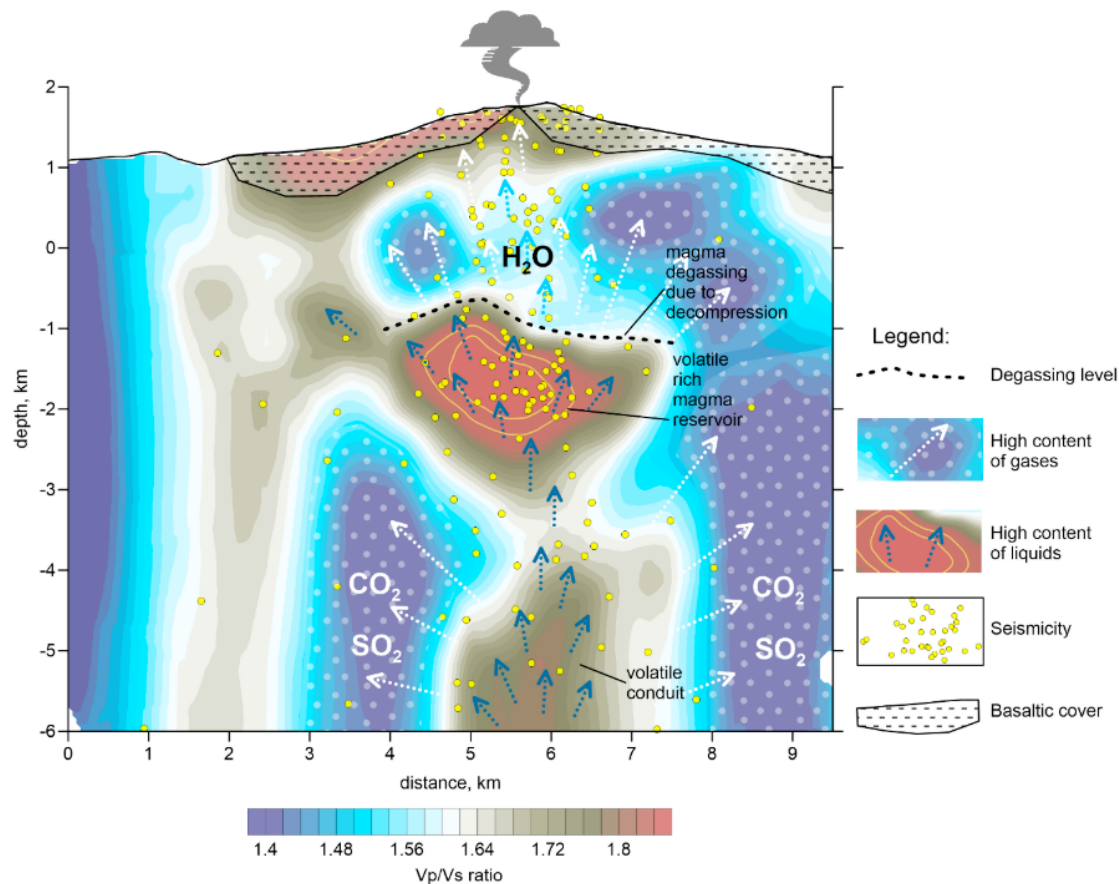 2
1
0
-1
-2
-3
-4
-5
-6
depth, km
H2O
magma
degassing
due to
decompression
volatile
rich
magma
reservoir
CO2
SO2
CO2
SO2
volatile
conduit
0 1 2 3 4 5 6 7 8 9
distance, km
1.4 1.48 1.56 1.64 1.72 1.8
Vp/Vs ratio
Legend:
Degassing level
High content
of gases
High content
of liquids
Seismicity
Basaltic cover